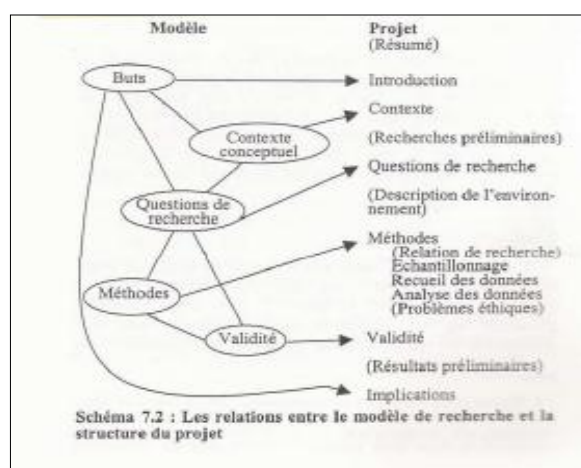 Modèle
Projet
(Résumé)
Buts
Introduction
Contexte
Contexte
conceptuel
(Recherches préliminaires)
Questions de recherche
Questions de
recherche
(Description de l'environ-
nement)
Méthodes
(Relation de recherche)
Echantillonnage
Recueil des données
Analyse des données
(Problèmes éthiques)
Méthodes
Validité
Validité
(Résultats préliminaires)
Implications
Schéma 7.2 : Les relations entre le modèle de recherche et la
structure du projet